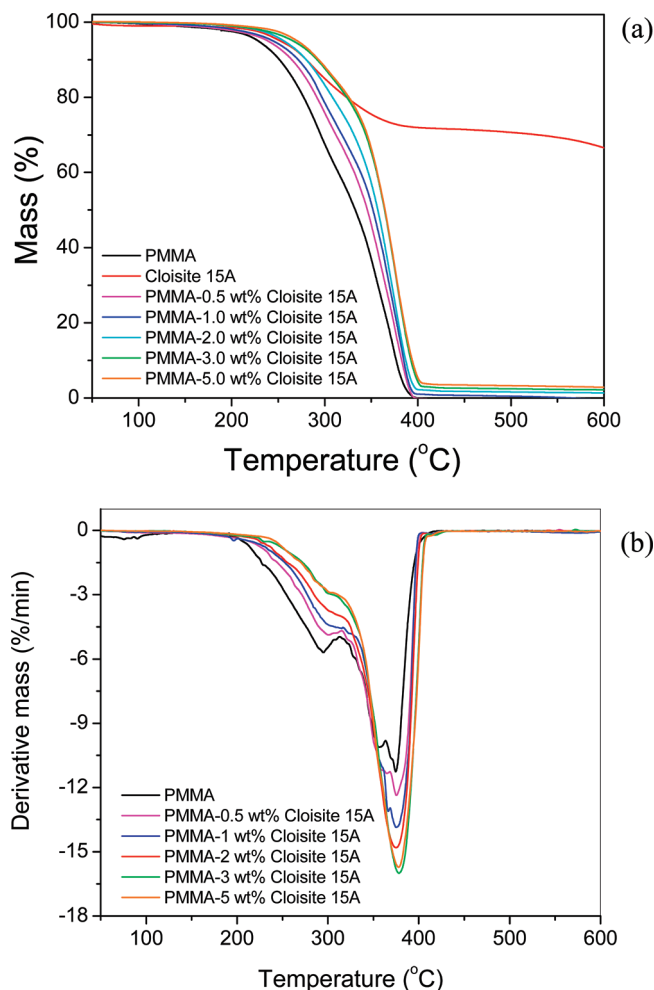 (a)
100
80
60
40
20
0
Mass (%)
PMMA
Cloisite 15A
PMMA-0.5 wt% Cloisite 15A
PMMA-1.0 wt% Cloisite 15A
PMMA-2.0 wt% Cloisite 15A
PMMA-3.0 wt% Cloisite 15A
PMMA-5.0 wt% Cloisite 15A
100 200 300 400 500 600
Temperature (°C)
(b)
0
-3
-6
-9
-12
-15
-18
Derivative mass (%/min)
PMMA
PMMA-0.5 wt% Cloisite 15A
PMMA-1 wt% Cloisite 15A
PMMA-2 wt% Cloisite 15A
PMMA-3 wt% Cloisite 15A
PMMA-5 wt% Cloisite 15A
100 200 300 400 500 600
Temperature (°C)